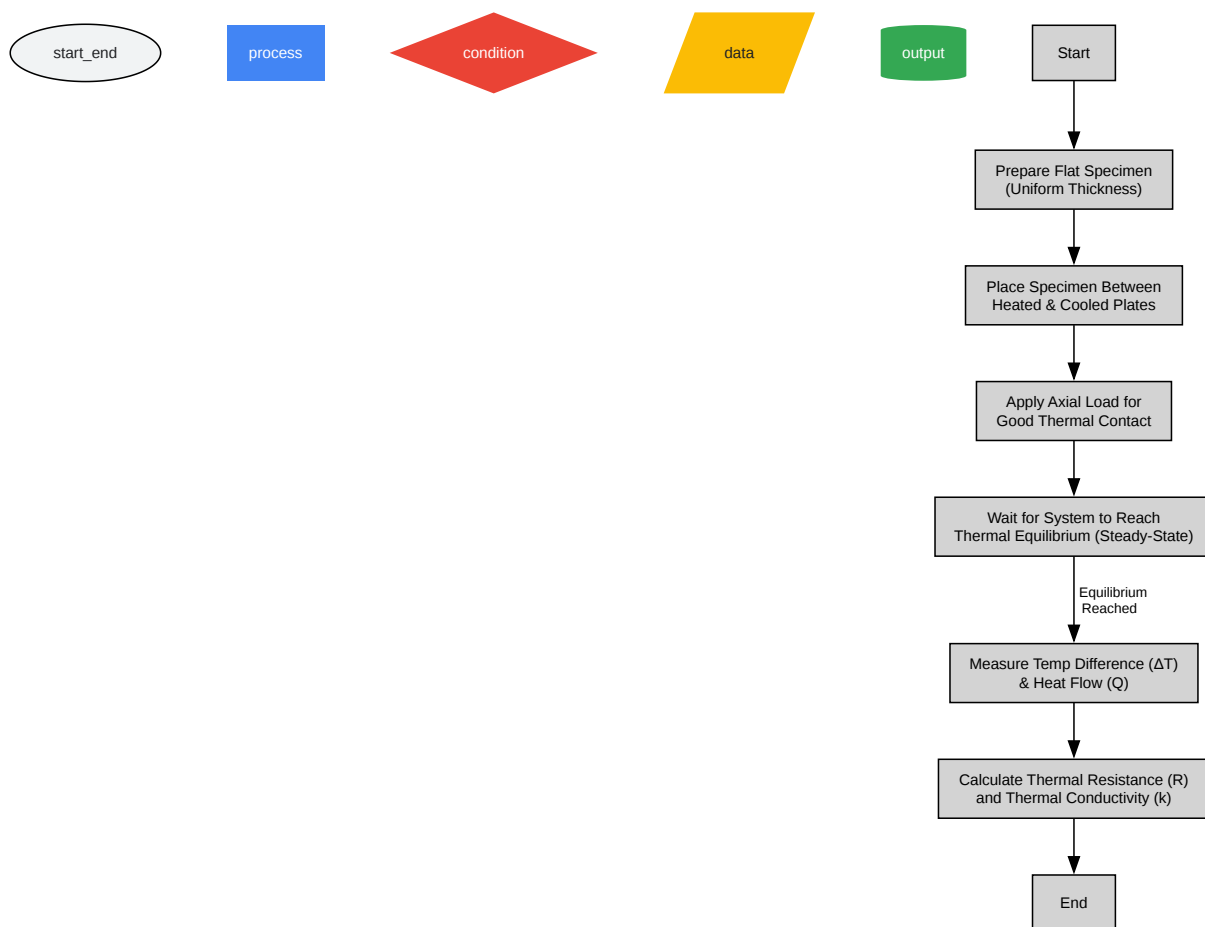 start_end
process
condition
data
output
Start
Prepare Flat Specimen
(Uniform Thickness)
Place Specimen Between
Heated & Cooled Plates
Apply Axial Load for
Good Thermal Contact
Wait for System to Reach
Thermal Equilibrium (Steady-State)
Equilibrium
Reached
Measure Temp Difference (ΔT)
& Heat Flow (Q)
Calculate Thermal Resistance (R)
and Thermal Conductivity (k)
End